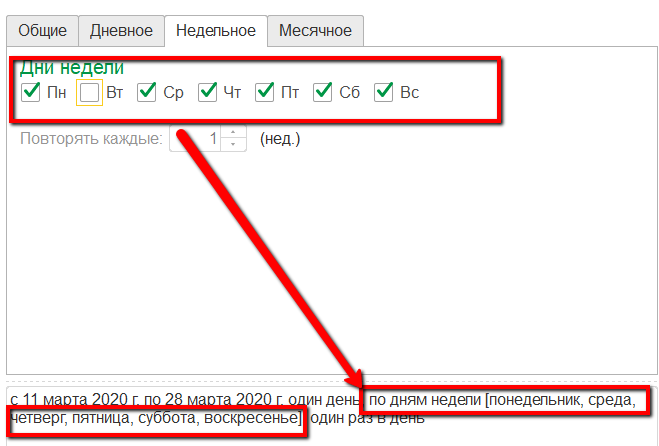 Общие Дневное Недельное Месячное
Дни недели
Пн Вт Ср Чт Пт Сб Вс
Повторять каждые: 1 (нед.)
с 11 марта 2020 г. по 28 марта 2020 г. один день, по дням недели [понедельник, среда,
четверг, пятница, суббота, воскресенье] один раз в день